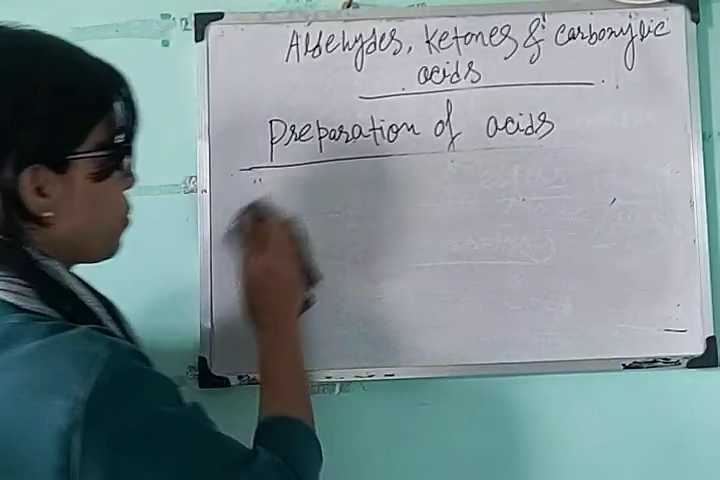 Aldehydes, Ketones & carboxylic
acids
Preparation of acids